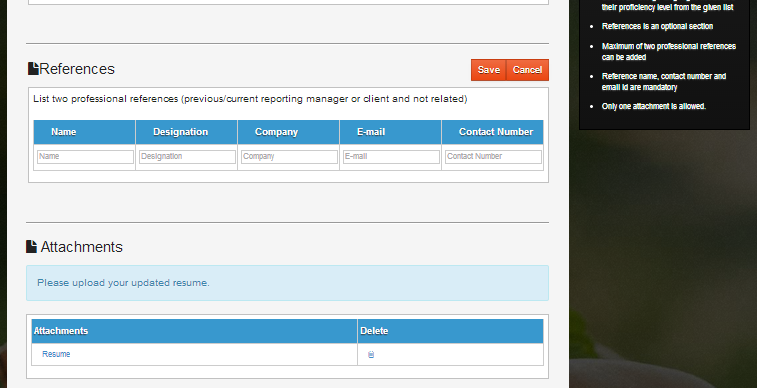 their proficiency level from the given list
References is an optional section
Maximum of two professional references
can be added
Reference name, contact number and
email id are mandatory
Only one attachment is allowed.
References
Save Cancel
List two professional references (previous/current reporting manager or client and not related)
Name Designation Company E-mail Contact Number
Name Designation Company E-mail Contact Number
Attachments
Please upload your updated resume.
Attachments Delete
Resume